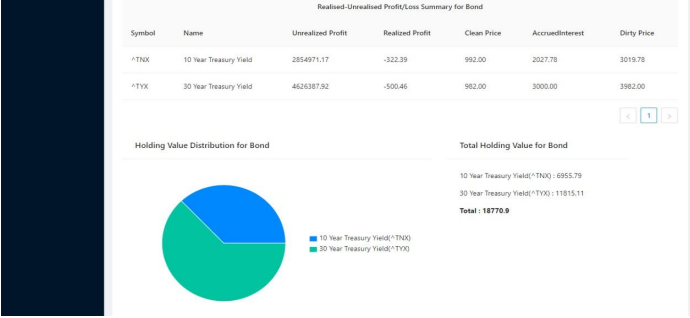 Realised-Unrealised Profit/Loss Summary for Bond
Symbol Name Unrealized Profit Realized Profit Clean Price AccruedInterest Dirty Price
^TNX 10 Year Treasury Yield 2854971.17 -322.39 992.00 2027.78 3019.78
^TYX 30 Year Treasury Yield 4626387.92 -500.46 982.00 3000.00 3982.00
< 1 >
Holding Value Distribution for Bond
Total Holding Value for Bond
10 Year Treasury Yield(^TNX) : 6955.79
30 Year Treasury Yield(^TYX) : 11815.11
Total : 18770.9
10 Year Treasury Yield(^TNX)
30 Year Treasury Yield(^TYX)